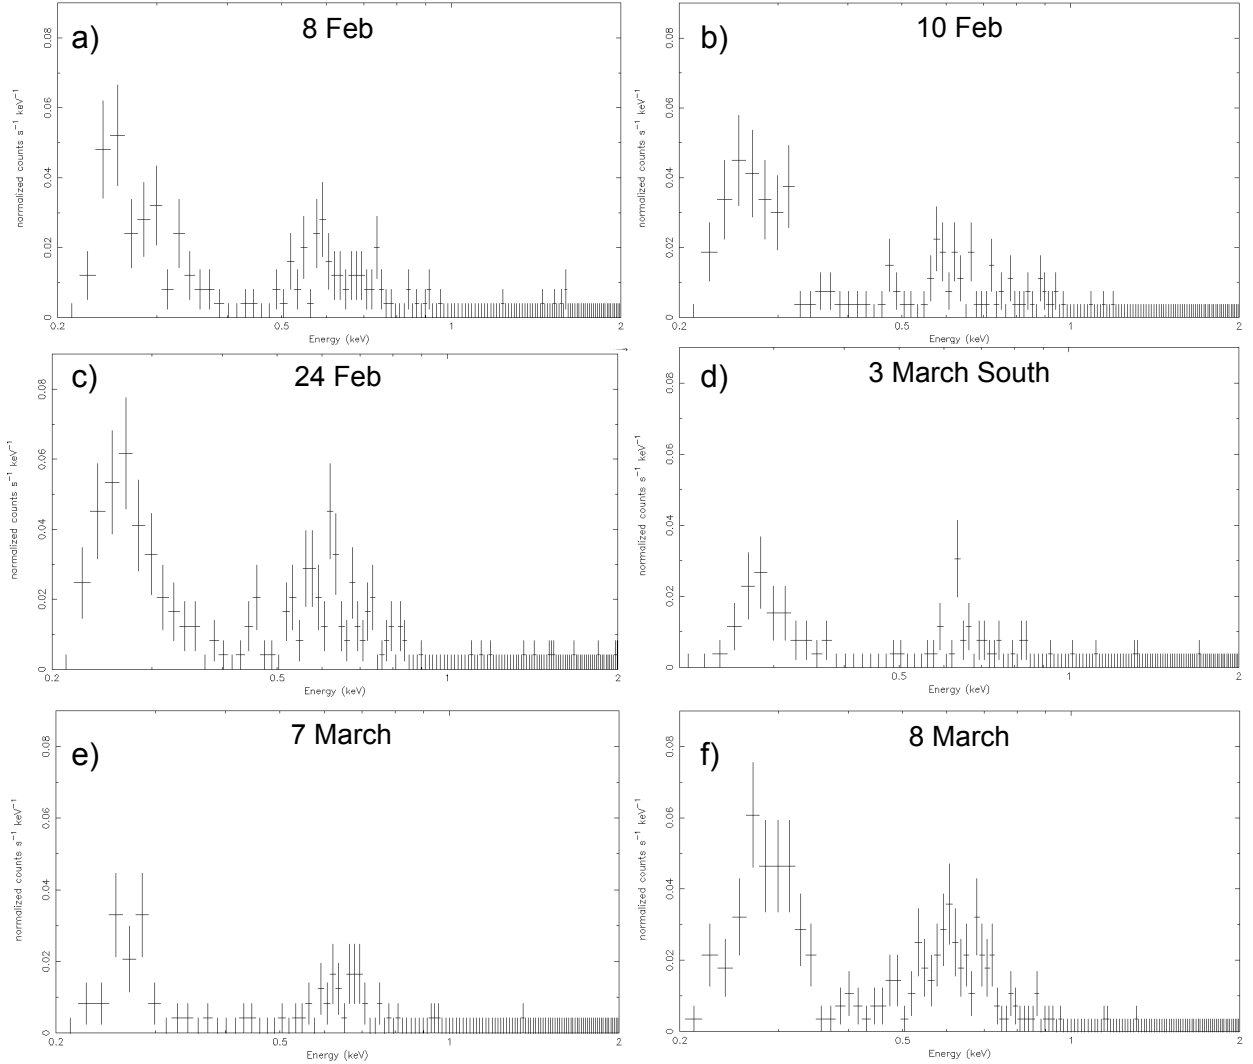 a) 8 Feb
normalized counts s⁻¹ keV⁻¹
0 0.02 0.04 0.06 0.08
0.2 0.5 1 2
Energy (keV)
b) 10 Feb
normalized counts s⁻¹ keV⁻¹
0 0.02 0.04 0.06 0.08
0.2 0.5 1 2
Energy (keV)
c) 24 Feb
normalized counts s⁻¹ keV⁻¹
0 0.02 0.04 0.06 0.08
0.2 0.5 1 2
Energy (keV)
d) 3 March South
normalized counts s⁻¹ keV⁻¹
0 0.02 0.04 0.06 0.08
0.5 1 2
Energy (keV)
e) 7 March
normalized counts s⁻¹ keV⁻¹
0 0.02 0.04 0.06 0.08
0.2 0.5 1 2
Energy (keV)
f) 8 March
normalized counts s⁻¹ keV⁻¹
0 0.02 0.04 0.06 0.08
0.2 0.5 1 2
Energy (keV)